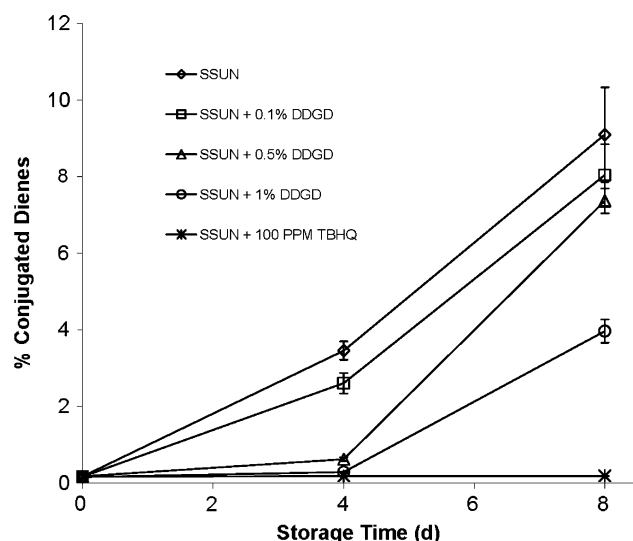 12
10
8
6
4
2
0
% Conjugated Dienes
SSUN
SSUN + 0.1% DDGD
SSUN + 0.5% DDGD
SSUN + 1% DDGD
SSUN + 100 PPM TBHQ
0 2 4 6 8
Storage Time (d)